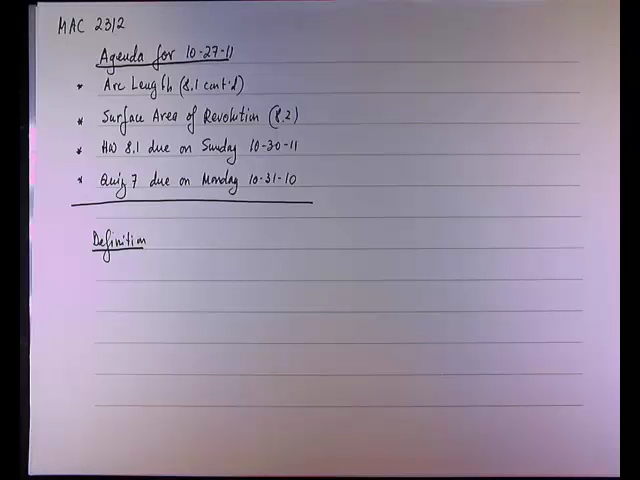 MAC 2312
Agenda for 10-27-11
* Arc Length (8.1 cont'd)
* Surface Area of Revolution (8.2)
* HW 8.1 due on Sunday 10-30-11
* Quiz 7 due on Monday 10-31-10
Definition